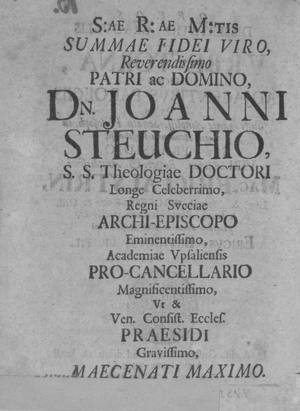 S:AE R: AE M:TIS
SUMMAE FIDEI VIRO,
Reverendissimo
PATRI ac DOMINO,
DN. JOANNI
STEUCHIO,
S. S. Theologiae DOCTORI
Longe Celeberrimo,
Regni Sveciae
ARCHI-EPISCOPO
Eminentissimo,
Academiae Upsaliensis
PRO-CANCELLARIO
Magnificentissimo,
Ut &
Ven. Consist. Eccles.
PRAESIDI
Gravissimo,
MAECENATI MAXIMO.